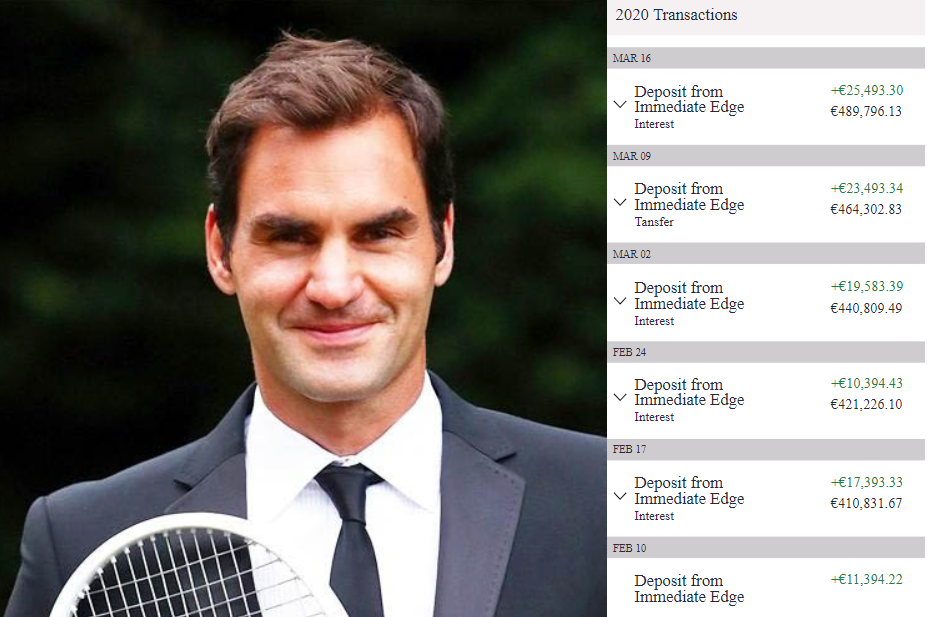 2020 Transactions
MAR 16
Deposit from
Immediate Edge
Interest
+€25,493.30
€489,796.13
MAR 09
Deposit from
Immediate Edge
Tansfer
+€23,493.34
€464,302.83
MAR 02
Deposit from
Immediate Edge
Interest
+€19,583.39
€440,809.49
FEB 24
Deposit from
Immediate Edge
Interest
+€10,394.43
€421,226.10
FEB 17
Deposit from
Immediate Edge
Interest
+€17,393.33
€410,831.67
FEB 10
Deposit from
Immediate Edge
+€11,394.22